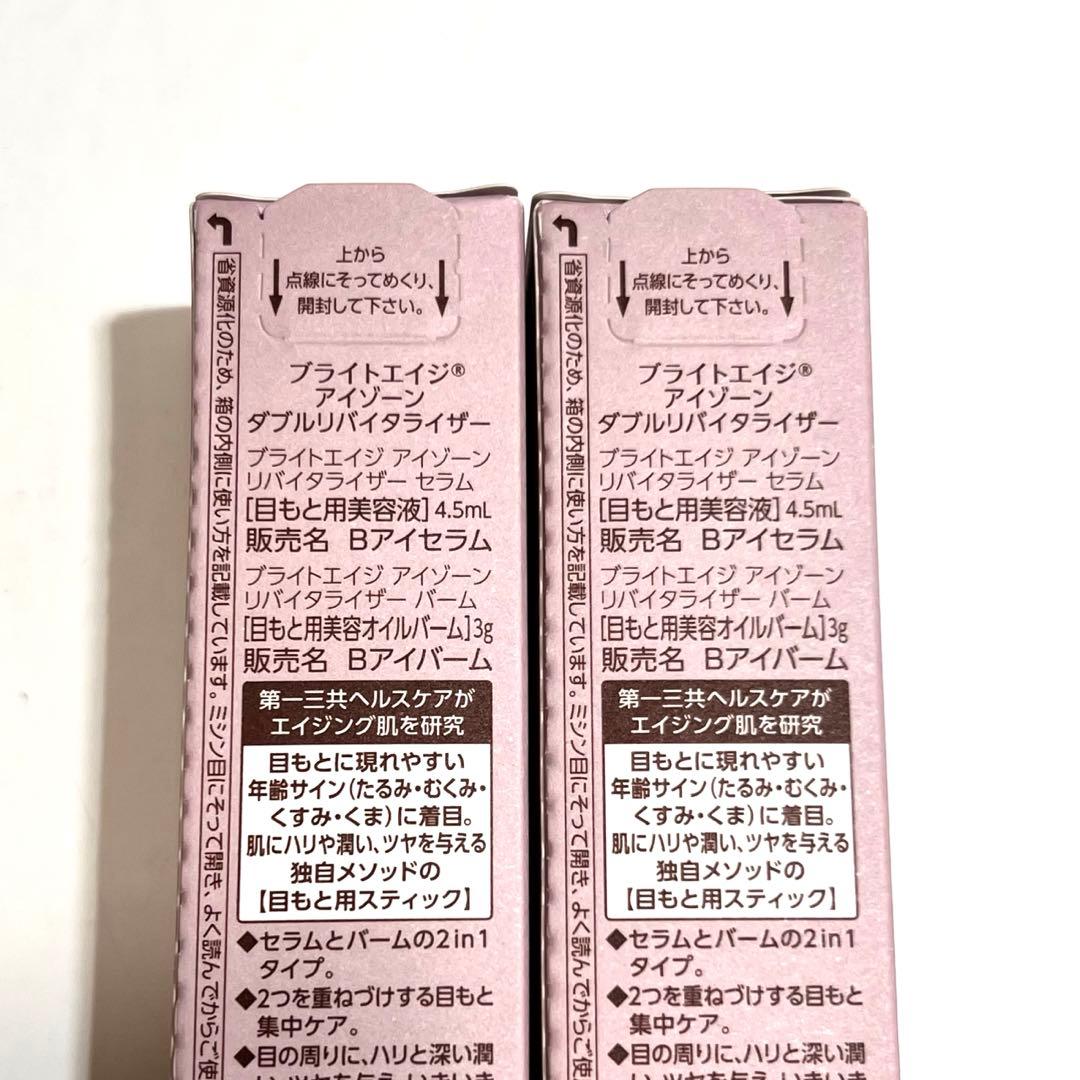 上から
点線にそってめくり、
開封して下さい。
省資源化のため、箱の内側に使い方を記載しています。ミシン目にそって開き、よく読んでからご使
ブライトエイジ®
アイゾーン
ダブルリバイタライザー
ブライトエイジ アイゾーン
リバイタライザー セラム
[目もと用美容液] 4.5mL
販売名 Bアイセラム
ブライトエイジ アイゾーン
リバイタライザー バーム
[目もと用美容オイルバーム]3g
販売名 Bアイバーム
第一三共ヘルスケアが
エイジング肌を研究
目もとに現れやすい
年齢サイン(たるみ・むくみ・
くすみ・くま)に着目。
肌にハリや潤い、ツヤを与える
独自メソッドの
【目もと用スティック】
◆セラムとバームの2in1
タイプ。
◆2つを重ねづけする目もと
集中ケア。
◆目の周りに、ハリと深い潤
い、ツヤを与え、いきいき
上から
点線にそってめくり、
開封して下さい。
省資源化のため、箱の内側に使い方を記載しています。ミシン目にそって開き、よく読んでからご使
ブライトエイジ®
アイゾーン
ダブルリバイタライザー
ブライトエイジ アイゾーン
リバイタライザー セラム
[目もと用美容液] 4.5mL
販売名 Bアイセラム
ブライトエイジ アイゾーン
リバイタライザー バーム
[目もと用美容オイルバーム]3g
販売名 Bアイバーム
第一三共ヘルスケアが
エイジング肌を研究
目もとに現れやすい
年齢サイン(たるみ・むくみ・
くすみ・くま)に着目。
肌にハリや潤い、ツヤを与える
独自メソッドの
【目もと用スティック】
◆セラムとバームの2in1
タイプ。
◆2つを重ねづけする目もと
集中ケア。
◆目の周りに、ハリと深い潤
い、ツヤを与え、いきいき